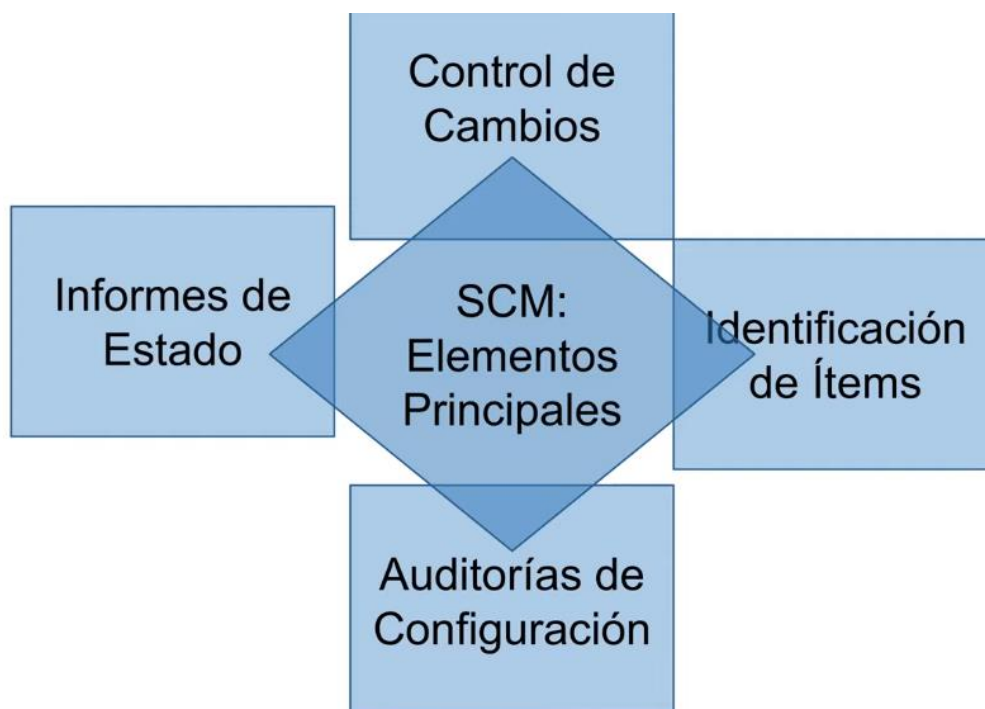 Control de
Cambios
Informes de
Estado
SCM:
Elementos
Principales
Identificación
de Ítems
Auditorías de
Configuración